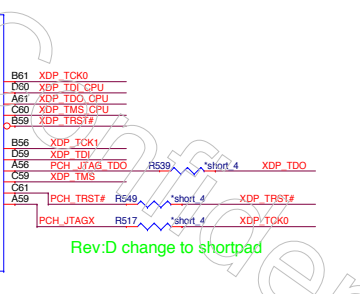 B61 XDP_TCK0
D60 XDP_TDI_CPU
A61 XDP_TDO_CPU
C60 XDP_TMS_CPU
B59 XDP_TRST#
B56 XDP_TCK1
D59 XDP_TDI
A56 PCH_JTAG_TDO R539 *short_4 XDP_TDO
C59 XDP_TMS
C61
A59 PCH_TRST# R549 *short_4 XDP_TRST#
PCH_JTAGX R517 *short_4 XDP_TCK0
Rev:D change to shortpad